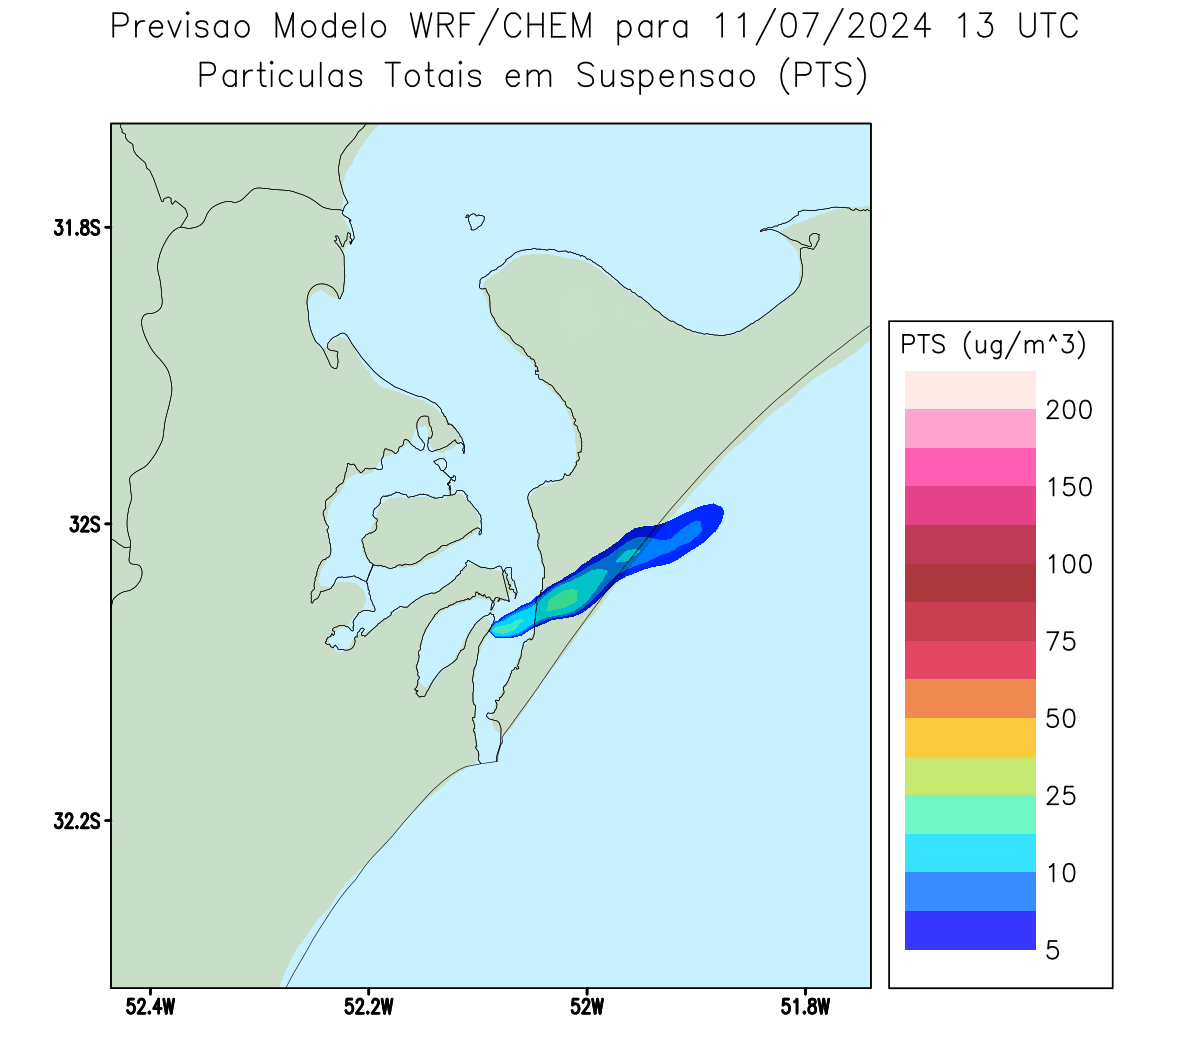 Previsao Modelo WRF/CHEM para 11/07/2024 13 UTC
Particulas Totais em Suspensao (PTS)
31.8S
32S
32.2S
52.4W
52.2W
52W
51.8W
PTS (ug/m^3)
200
150
100
75
50
25
10
5